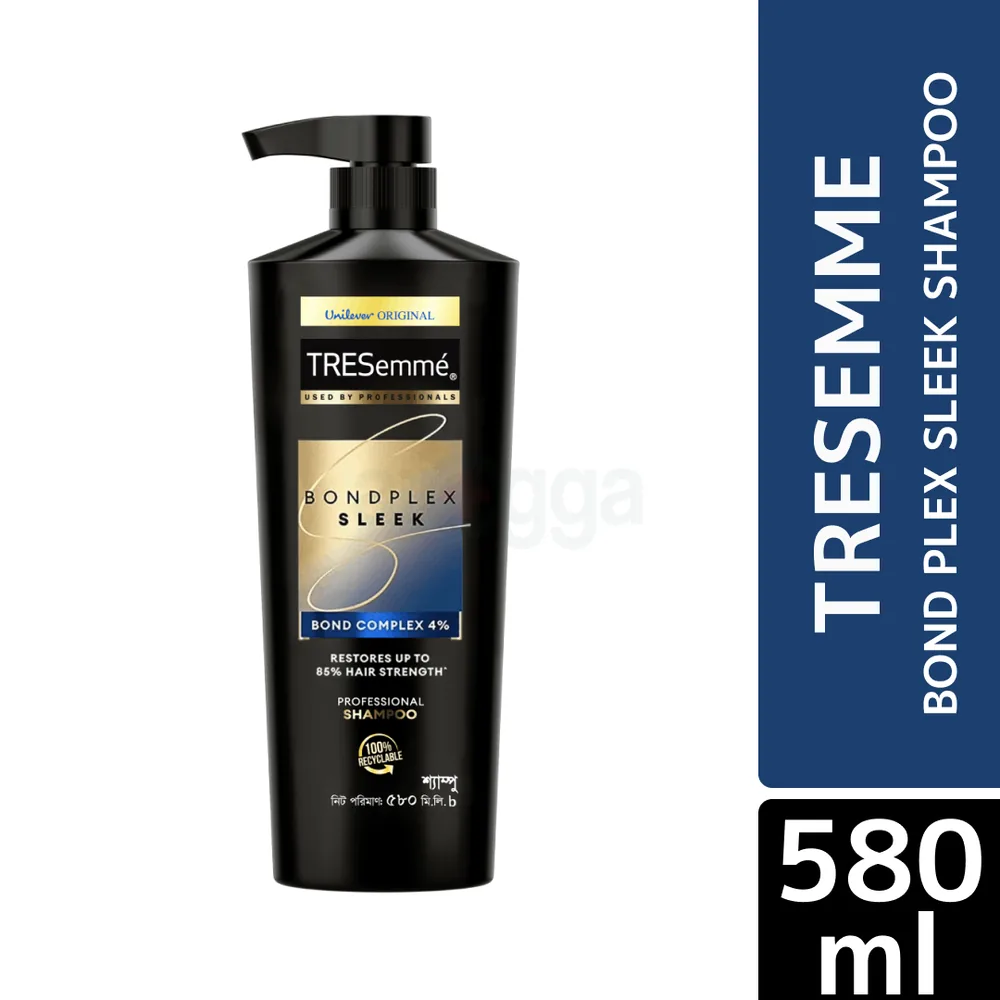 Unilever ORIGINAL
TRESemmé®
USED BY PROFESSIONALS
BONDPLEX
SLEEK
BOND COMPLEX 4%
RESTORES UP TO
85% HAIR STRENGTH^
PROFESSIONAL
SHAMPOO
100%
RECYCLABLE
শ্যাম্পু
নিট পরিমাণ: ৫৮০ মি.লি. b
TRESEMME
BOND PLEX SLEEK SHAMPOO
580
ml